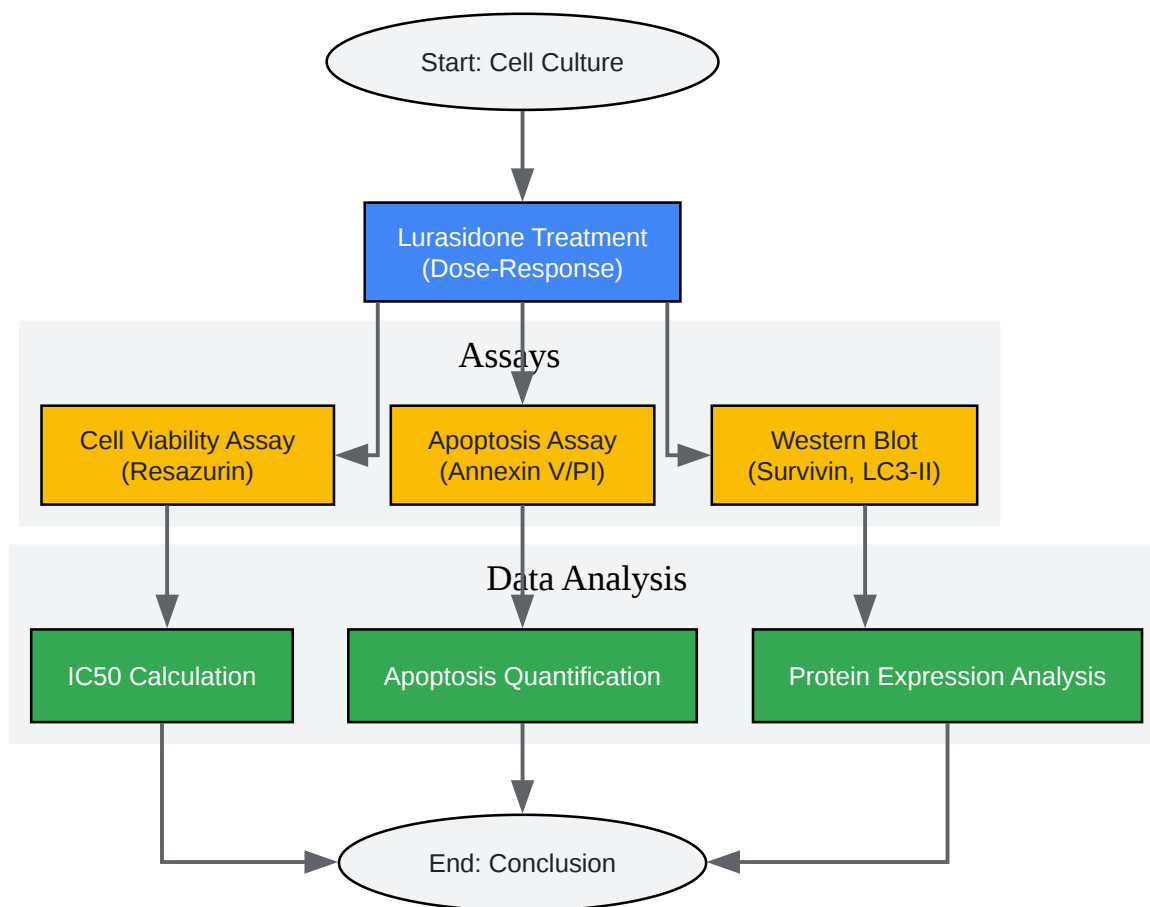 Start: Cell Culture
Lurasidone Treatment
(Dose-Response)
Assays
Cell Viability Assay
(Resazurin)
Apoptosis Assay
(Annexin V/PI)
Western Blot
(Survivin, LC3-II)
Data Analysis
IC50 Calculation
Apoptosis Quantification
Protein Expression Analysis
End: Conclusion